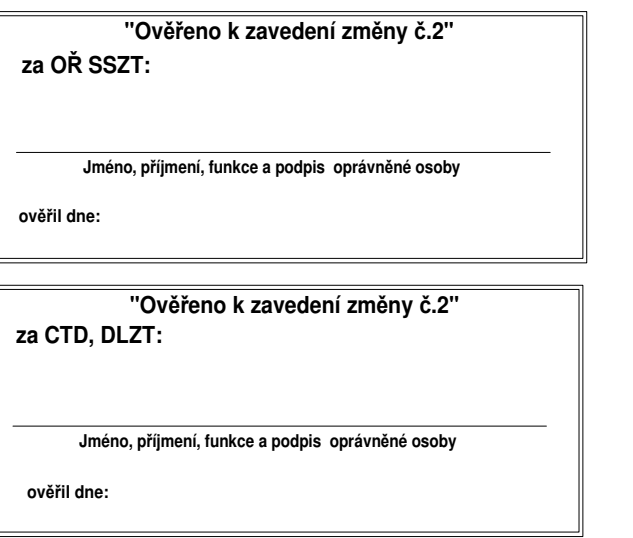 "Ověřeno k zavedení změny č.2"
za OŘ SSZT:
Jméno, příjmení, funkce a podpis oprávněné osoby
ověřil dne:
"Ověřeno k zavedení změny č.2"
za CTD, DLZT:
Jméno, příjmení, funkce a podpis oprávněné osoby
ověřil dne: